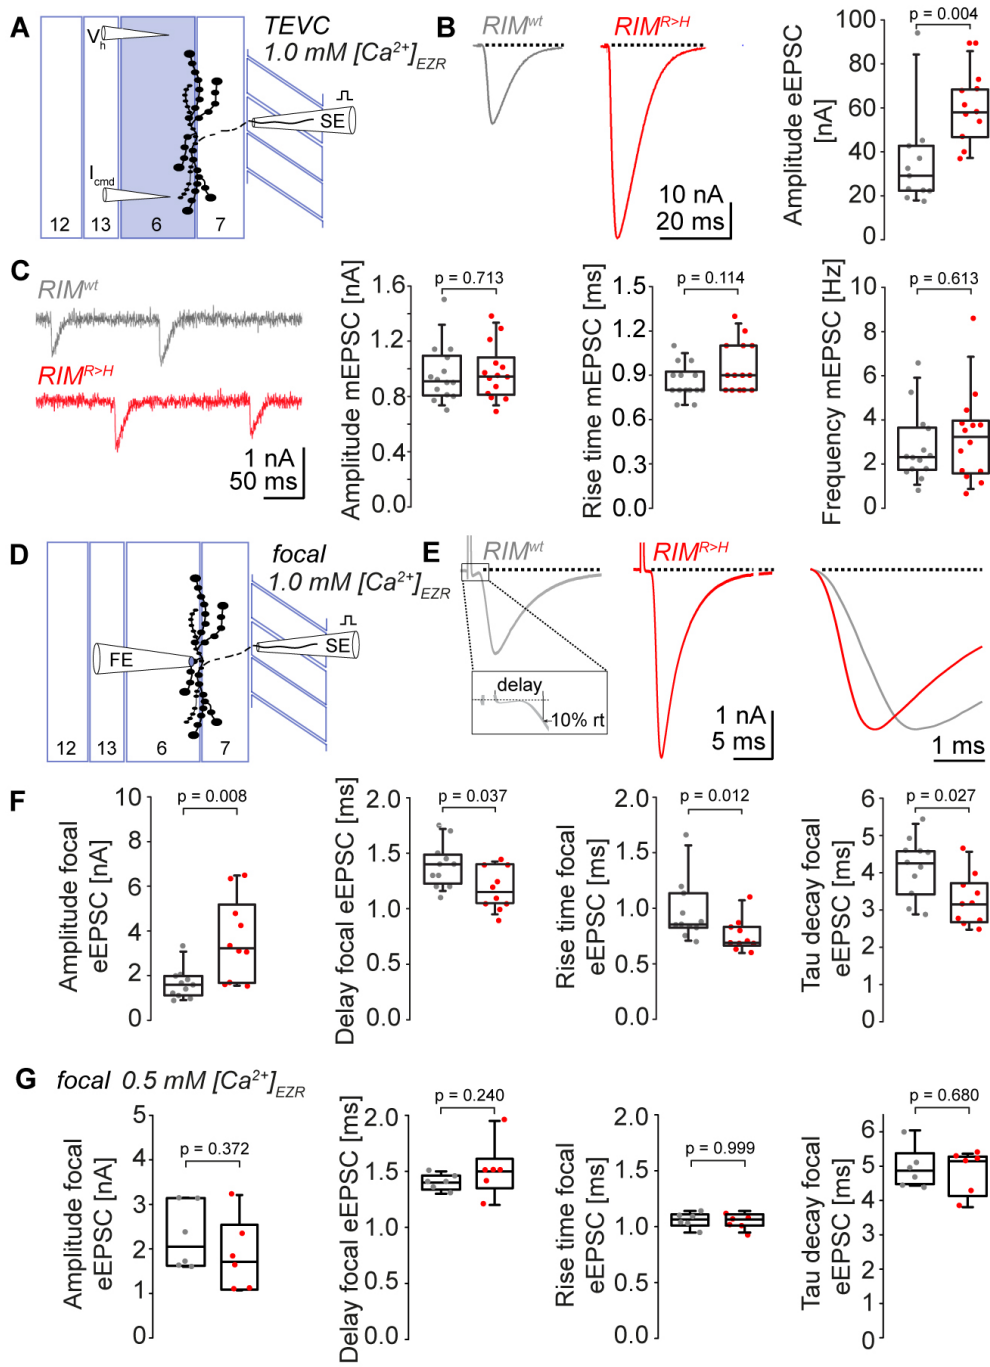 A
TEVC
1.0 mM [Ca2+]EZR
Vh
Icmd
SE
12 13 6 7
B
RIMwt
RIMR>H
10 nA
20 ms
Amplitude eEPSC
[nA]
p = 0.004
100
80
60
40
20
0
C
RIMwt
RIMR>H
1 nA
50 ms
Amplitude mEPSC [nA]
p = 0.713
1.6
1.2
0.8
0.4
0.0
Rise time mEPSC [ms]
p = 0.114
1.5
1.2
0.9
0.6
0.3
0.0
Frequency mEPSC [Hz]
p = 0.613
10
8
6
4
2
0
D
focal
1.0 mM [Ca2+]EZR
FE
SE
12 13 6 7
E
RIMwt
RIMR>H
delay
10% rt
1 nA
5 ms
1 ms
F
Amplitude focal
eEPSC [nA]
p = 0.008
10
8
6
4
2
0
Delay focal eEPSC [ms]
p = 0.037
2.0
1.5
1.0
0.5
0.0
Rise time focal
eEPSC [ms]
p = 0.012
2.0
1.5
1.0
0.5
0.0
Tau decay focal
eEPSC [ms]
p = 0.027
6
5
4
3
2
1
0
G
focal 0.5 mM [Ca2+]EZR
Amplitude focal
eEPSC [nA]
p = 0.372
5
4
3
2
1
0
Delay focal eEPSC [ms]
p = 0.240
2.0
1.5
1.0
0.5
0.0
Rise time focal
eEPSC [ms]
p = 0.999
2.0
1.5
1.0
0.5
0.0
Tau decay focal
eEPSC [ms]
p = 0.680
6
5
4
3
2
1
0